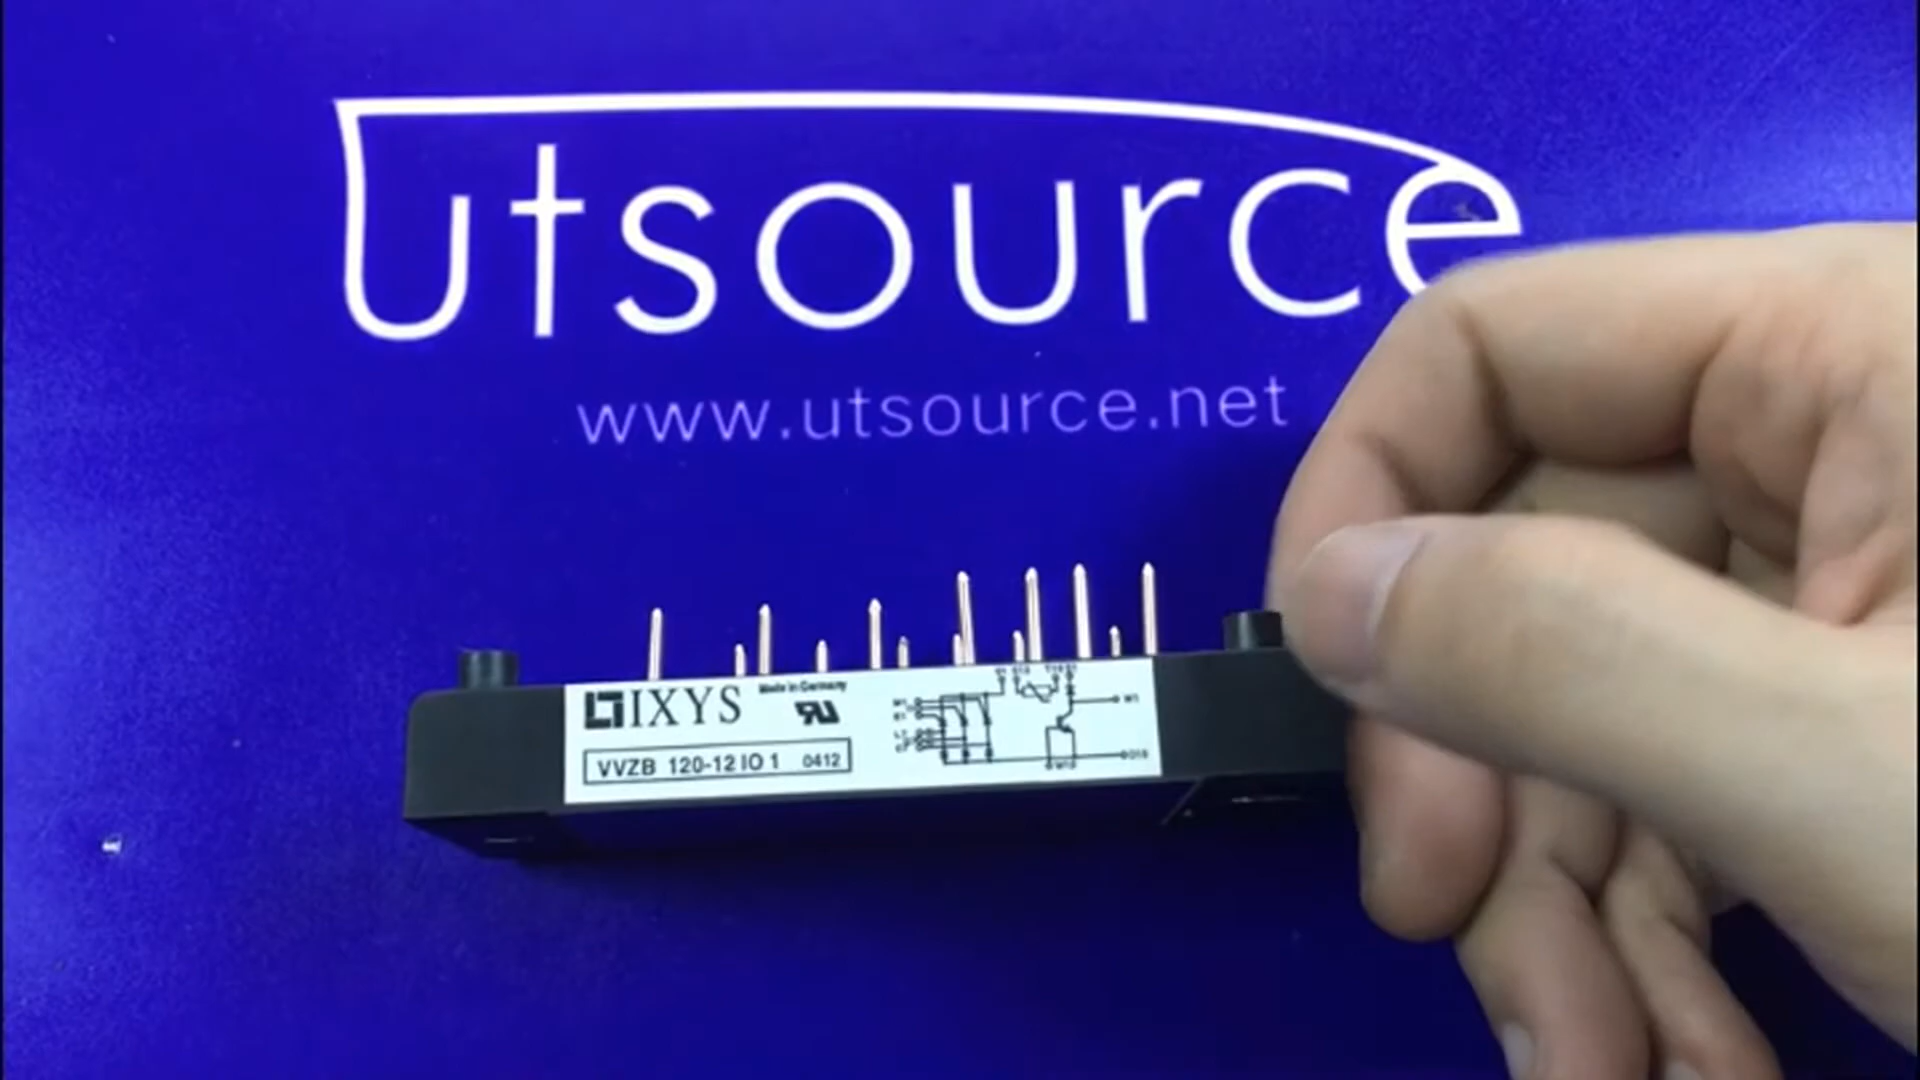 utsource
www.utsource.net
IXYS
Made in Germany
VVZB 120-12 IO 1 0412